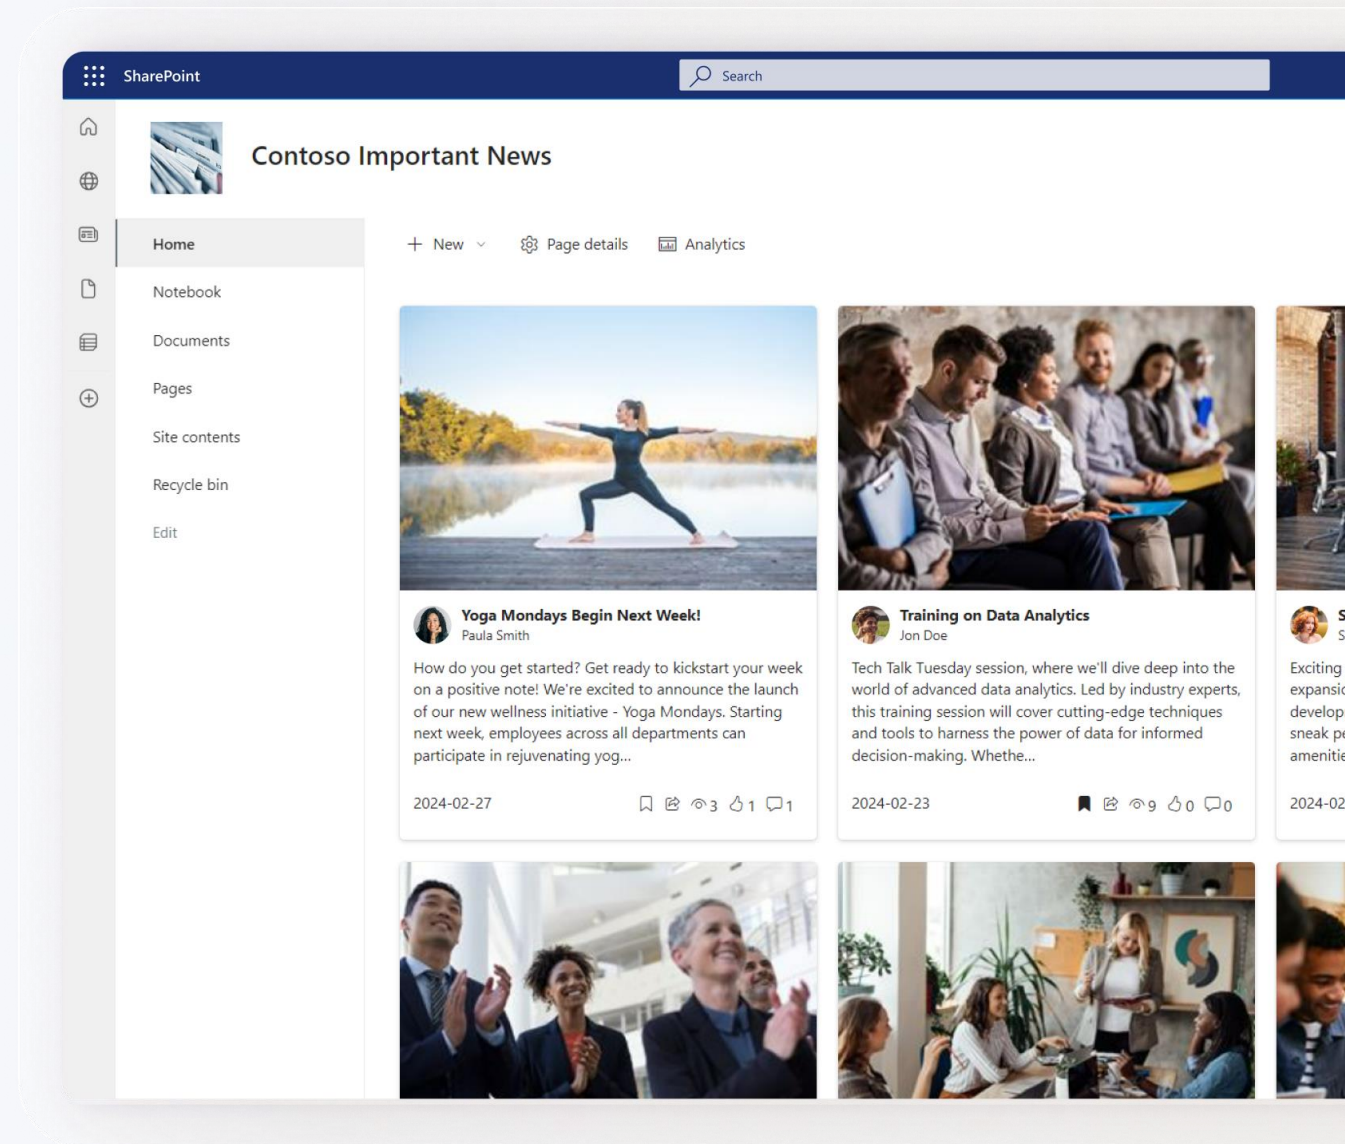 SharePoint
Search
Contoso Important News
Home
Notebook
Documents
Pages
Site contents
Recycle bin
Edit
New
Page details
Analytics
Yoga Mondays Begin Next Week!
Paula Smith
How do you get started? Get ready to kickstart your week
on a positive note! We're excited to announce the launch
of our new wellness initiative - Yoga Mondays. Starting
next week, employees across all departments can
participate in rejuvenating yog...
2024-02-27
3 1 1
Training on Data Analytics
Jon Doe
Tech Talk Tuesday session, where we'll dive deep into the
world of advanced data analytics. Led by industry experts,
this training session will cover cutting-edge techniques
and tools to harness the power of data for informed
decision-making. Whethe...
2024-02-23
9 0 0
S
S
Exciting
expansi
develop
sneak p
amenitie
2024-02